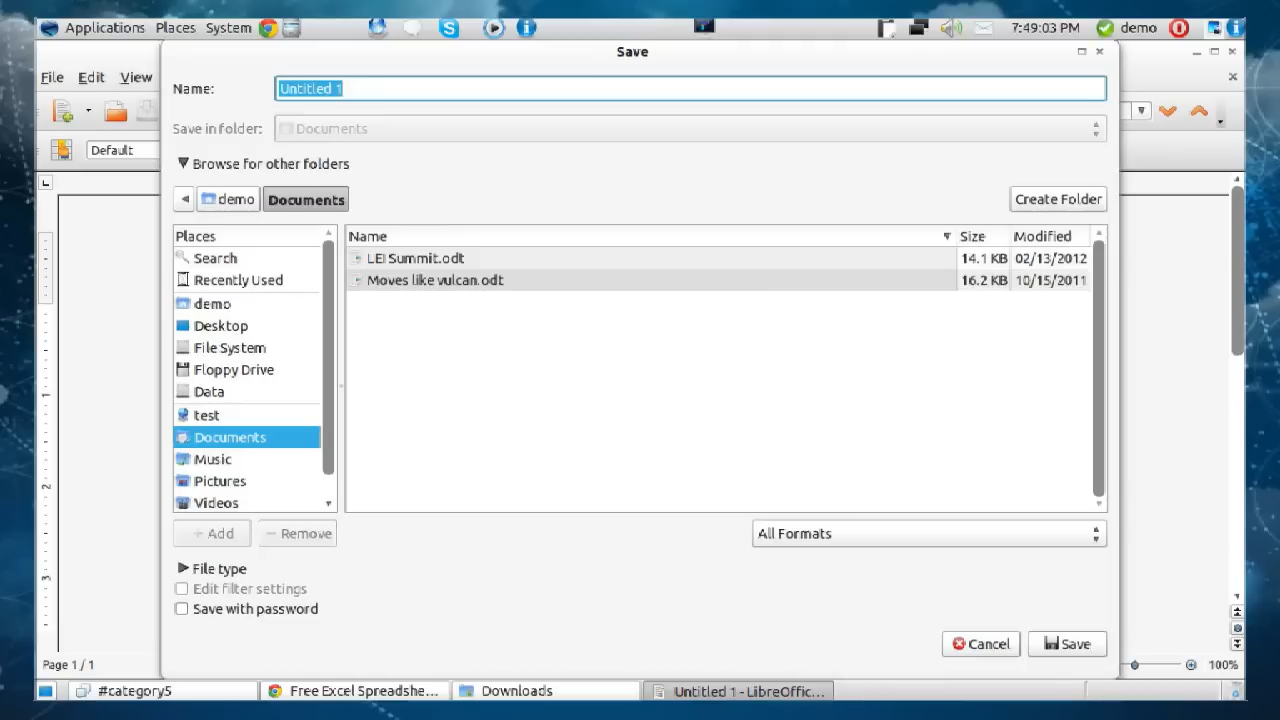 Applications Places System 7:49:03 PM demo
Save
File Edit View
Name: Untitled 1
Save in folder: Documents
Default
Browse for other folders
demo Documents Create Folder
Places
Search
Recently Used
demo
Desktop
File System
Floppy Drive
Data
test
Documents
Music
Pictures
Videos
Name Size Modified
LEI Summit.odt 14.1 KB 02/13/2012
Moves like vulcan.odt 16.2 KB 10/15/2011
+ Add − Remove
All Formats
File type
Edit filter settings
Save with password
Cancel Save
1
2
3
Page 1 / 1 100%
#category5 Free Excel Spreadshe... Downloads Untitled 1 - LibreOffic...